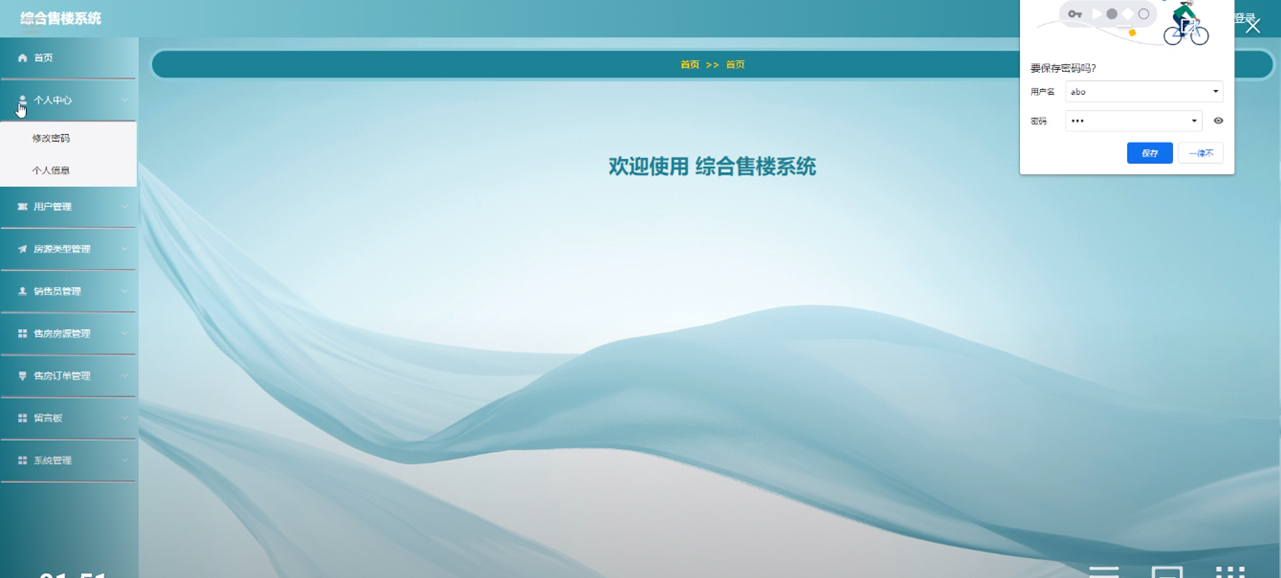 综合售楼系统
登录
首页
个人中心
修改密码
个人信息
用户管理
房源类型管理
销售员管理
售房房源管理
售房订单管理
留言板
系统管理
首页 >> 首页
欢迎使用 综合售楼系统
要保存密码吗?
用户名 abo
密码 •••
保存 一律不